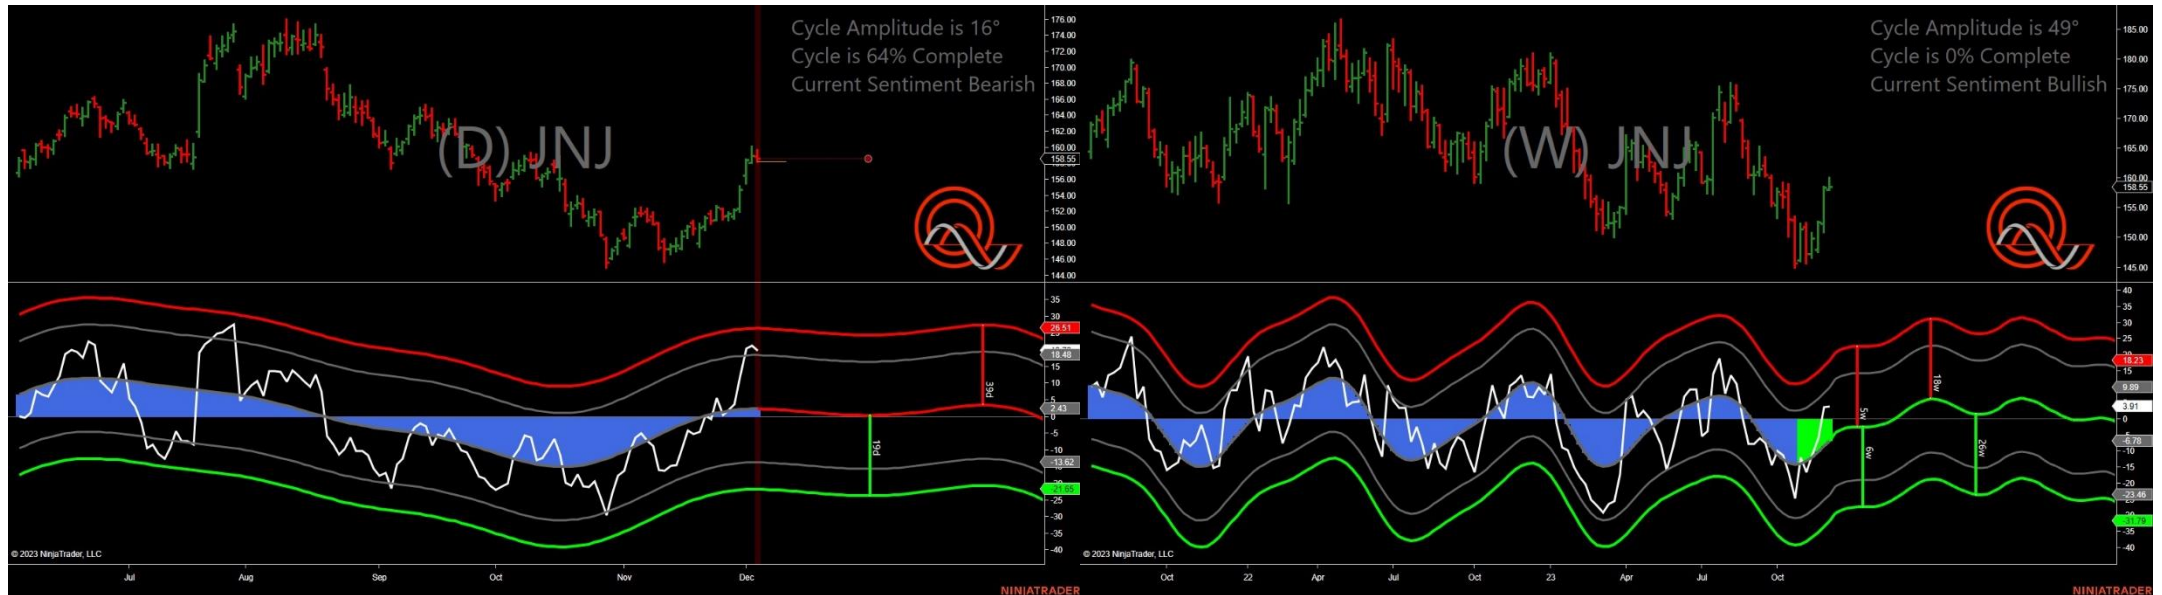 Cycle Amplitude is 16°
Cycle is 64% Complete
Current Sentiment Bearish
(D) JNJ
176.00
174.00
172.00
170.00
168.00
166.00
164.00
162.00
160.00
158.55
156.00
154.00
152.00
150.00
148.00
146.00
144.00
35
30
26.51
18.48
15
10
5
2.43
0
-5
-10
-13.62
-21.65
-25
-30
-35
-40
39d
19d
© 2023 NinjaTrader, LLC
Jul
Aug
Sep
Oct
Nov
Dec
NINJATRADER
Cycle Amplitude is 49°
Cycle is 0% Complete
Current Sentiment Bullish
(W) JNJ
185.00
180.00
175.00
170.00
165.00
160.00
158.55
155.00
150.00
145.00
40
35
30
25
18.23
15
9.89
3.91
0
-6.78
-10
-15
-23.46
-31.79
-35
-40
5w
6w
18w
26w
© 2023 NinjaTrader, LLC
Oct
22
Apr
Jul
Oct
23
Apr
Jul
Oct
NINJATRADER